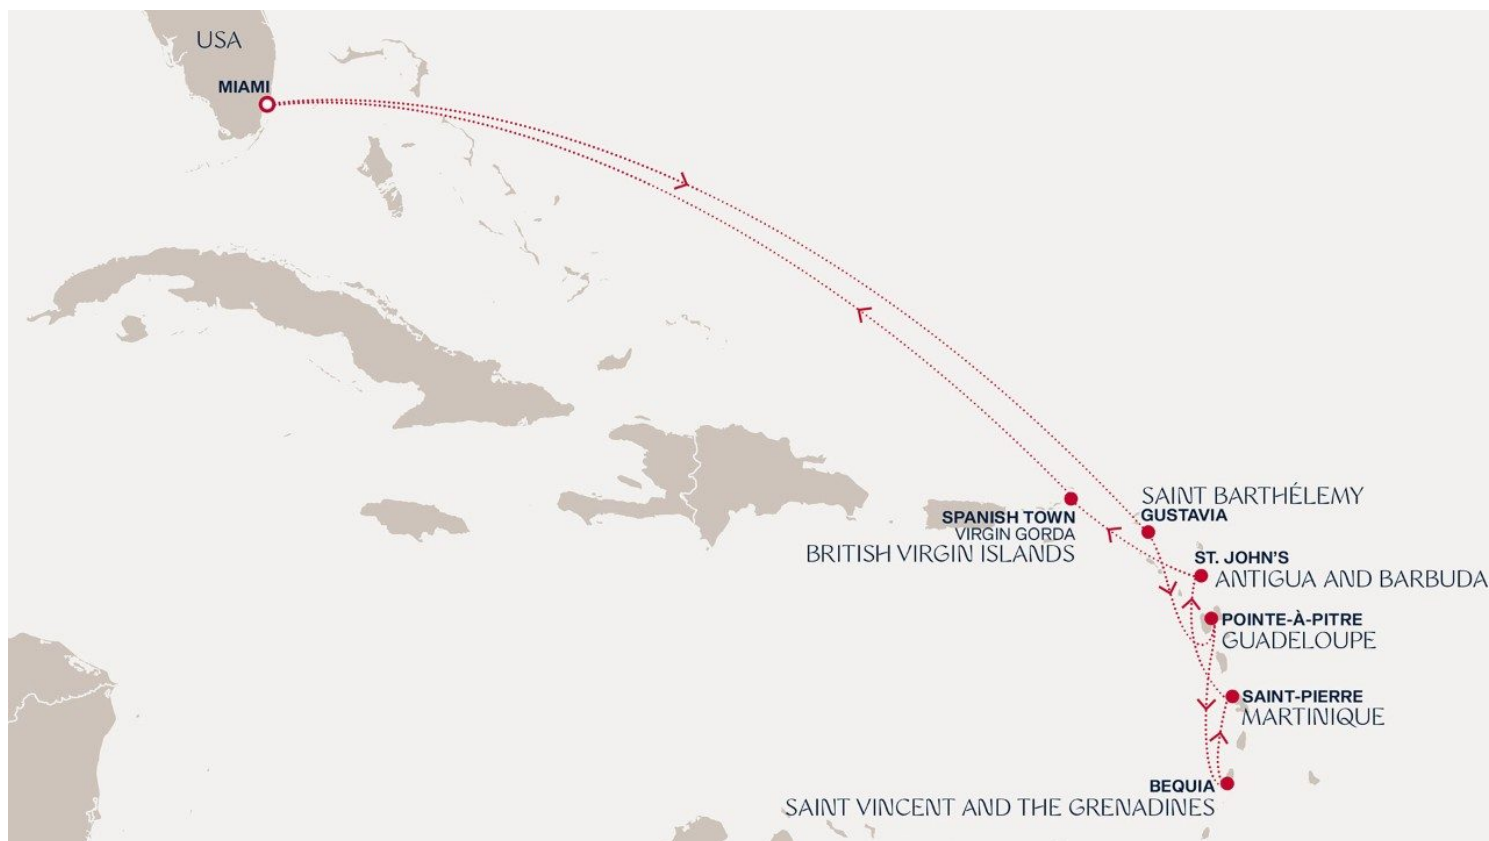 USA
MIAMI
SAINT BARTHÉLEMY
GUSTAVIA
SPANISH TOWN
VIRGIN GORDA
BRITISH VIRGIN ISLANDS
ST. JOHN'S
ANTIGUA AND BARBUDA
POINTE-À-PITRE
GUADELOUPE
SAINT-PIERRE
MARTINIQUE
BEQUIA
SAINT VINCENT AND THE GRENADINES